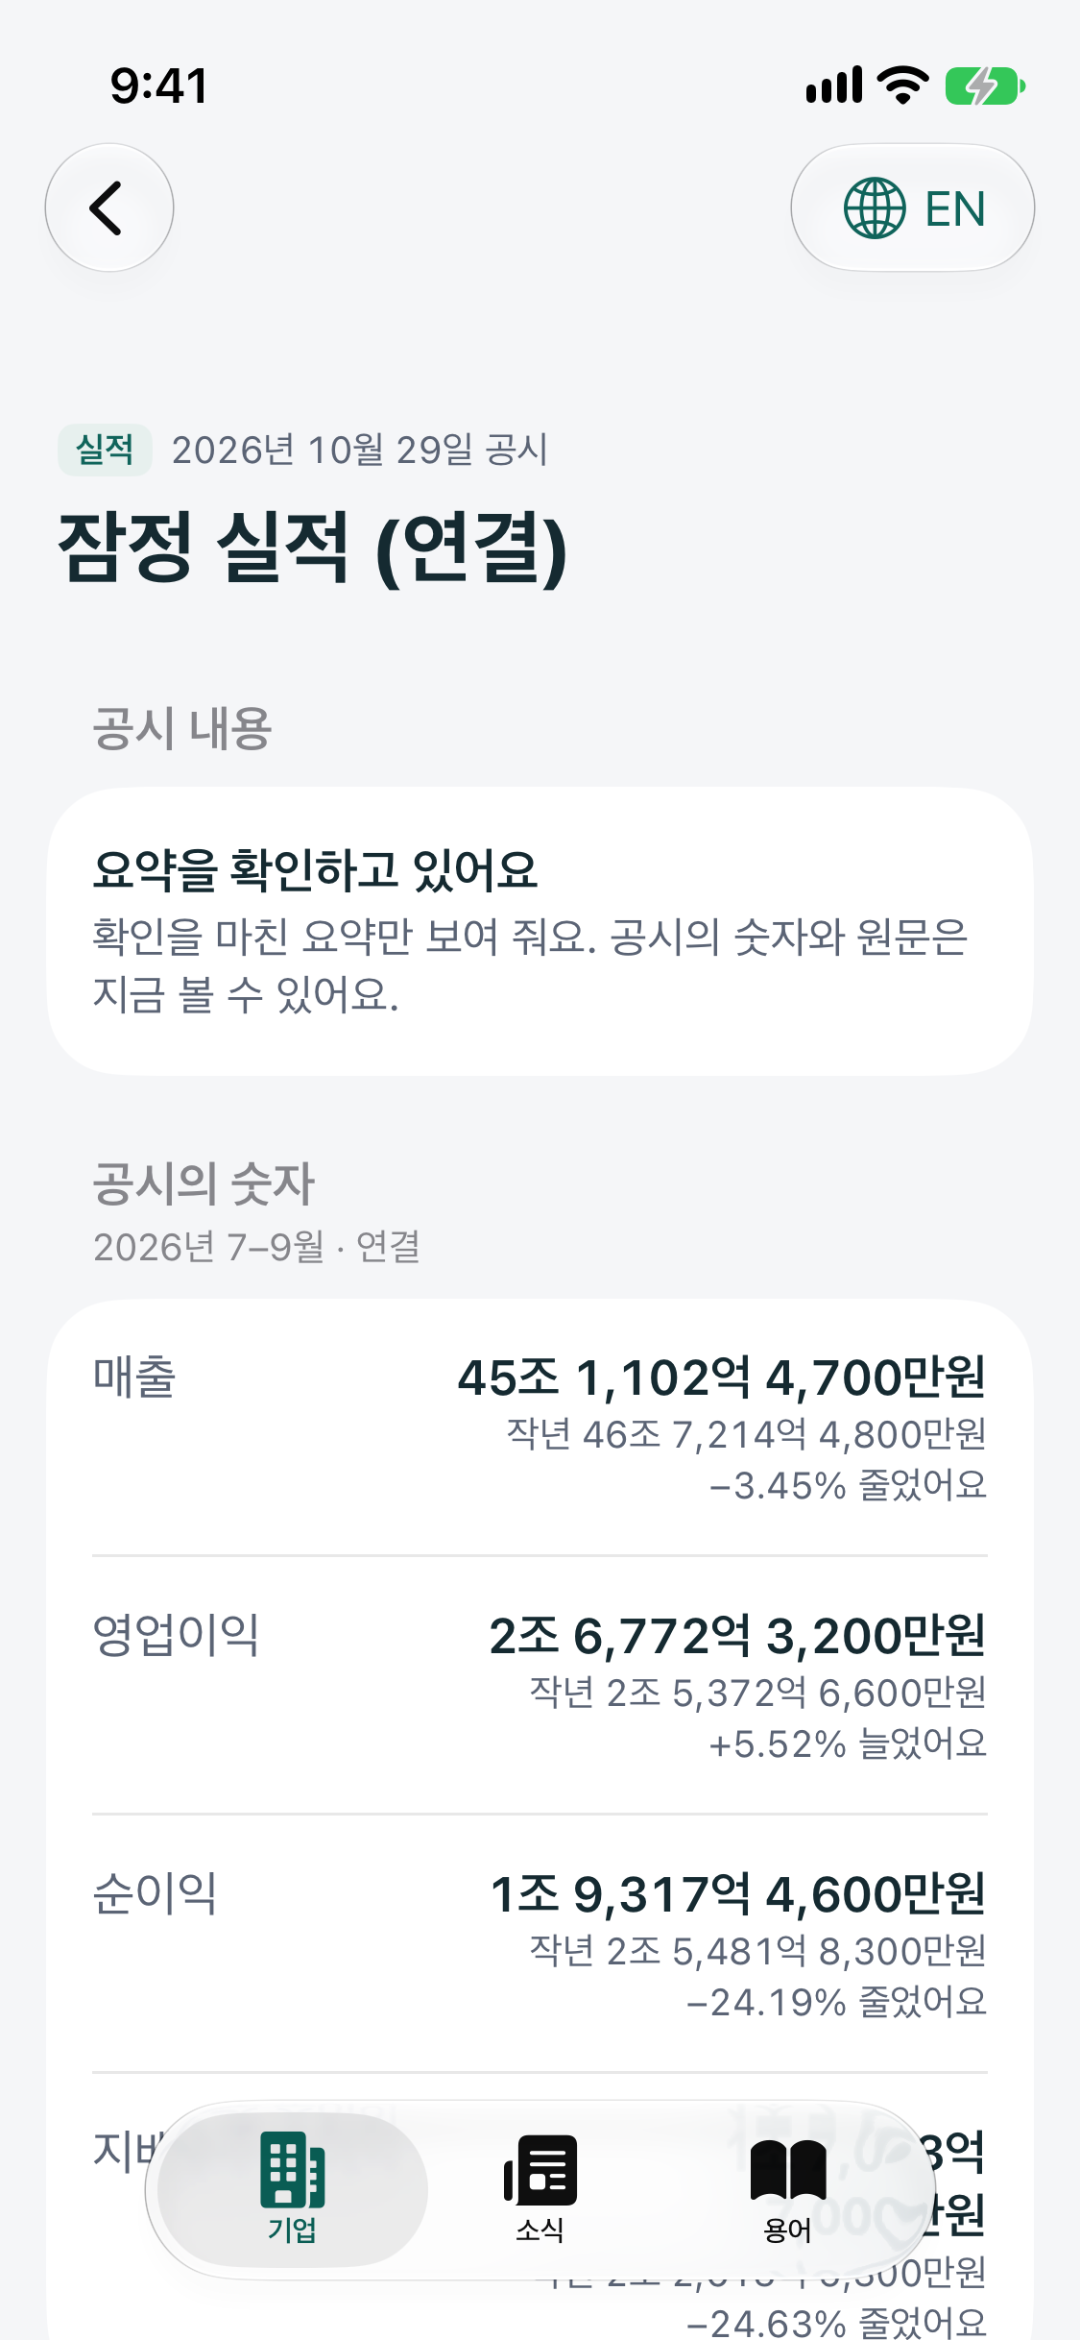 9:41
EN
실적 2026년 10월 29일 공시
잠정 실적 (연결)
공시 내용
요약을 확인하고 있어요
확인을 마친 요약만 보여 줘요. 공시의 숫자와 원문은
지금 볼 수 있어요.
공시의 숫자
2026년 7–9월 · 연결
매출 45조 1,102억 4,700만원
작년 46조 7,214억 4,800만원
−3.45% 줄었어요
영업이익 2조 6,772억 3,200만원
작년 2조 5,372억 6,600만원
+5.52% 늘었어요
순이익 1조 9,317억 4,600만원
작년 2조 5,481억 8,300만원
−24.19% 줄었어요
−24.63% 줄었어요
기업 소식 용어